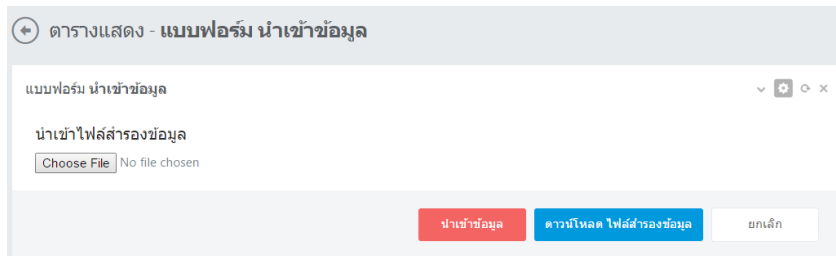 ตารางแสดง - แบบฟอร์ม นำเข้าข้อมูล
แบบฟอร์ม นำเข้าข้อมูล
นำเข้าไฟล์สำรองข้อมูล
Choose File No file chosen
นำเข้าข้อมูล ดาวน์โหลด ไฟล์สำรองข้อมูล ยกเลิก